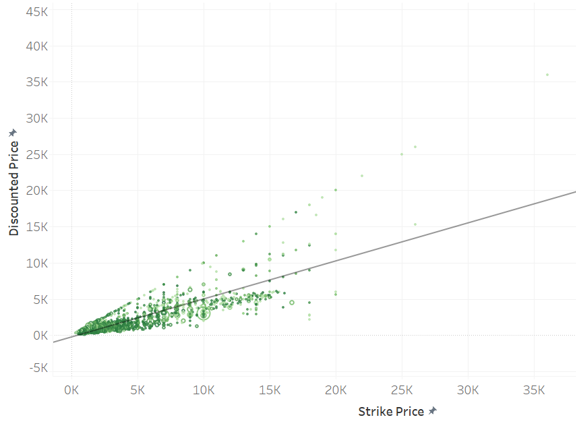 45K
40K
35K
30K
25K
20K
15K
10K
5K
0K
-5K
Discounted Price
0K 5K 10K 15K 20K 25K 30K 35K
Strike Price